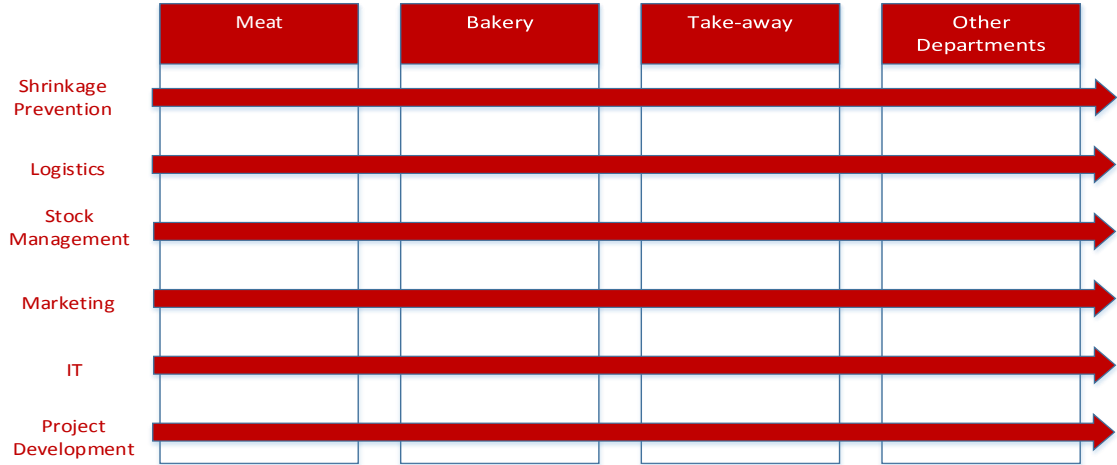 Meat
Bakery
Take-away
Other
Departments
Shrinkage
Prevention
Logistics
Stock
Management
Marketing
IT
Project
Development